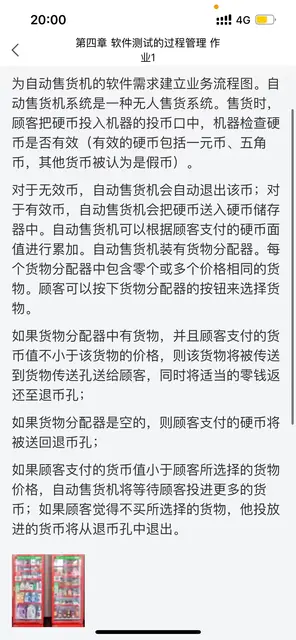 20:00
4G
第四章 软件测试的过程管理 作
业1
为自动售货机的软件需求建立业务流程图。自
动售货机系统是一种无人售货系统。售货时,
顾客把硬币投入机器的投币口中,机器检查硬
币是否有效(有效的硬币包括一元币、五角
币,其他货币被认为是假币)。
对于无效币,自动售货机会自动退出该币;对
于有效币,自动售货机会把硬币送入硬币储存
器中。自动售货机可以根据顾客支付的硬币面
值进行累加。自动售货机装有货物分配器。每
个货物分配器中包含零个或多个价格相同的货
物。顾客可以按下货物分配器的按钮来选择货
物。
如果货物分配器中有货物,并且顾客支付的货
币值不小于该货物的价格,则该货物将被传送
到货物传送孔送给顾客,同时将适当的零钱返
还至退币孔;
如果货物分配器是空的,则顾客支付的硬币将
被送回退币孔;
如果顾客支付的货币值小于顾客所选择的货物
价格,自动售货机将等待顾客投进更多的货
币;如果顾客觉得不买所选择的货物,他投放
进的货币将从退币孔中退出。